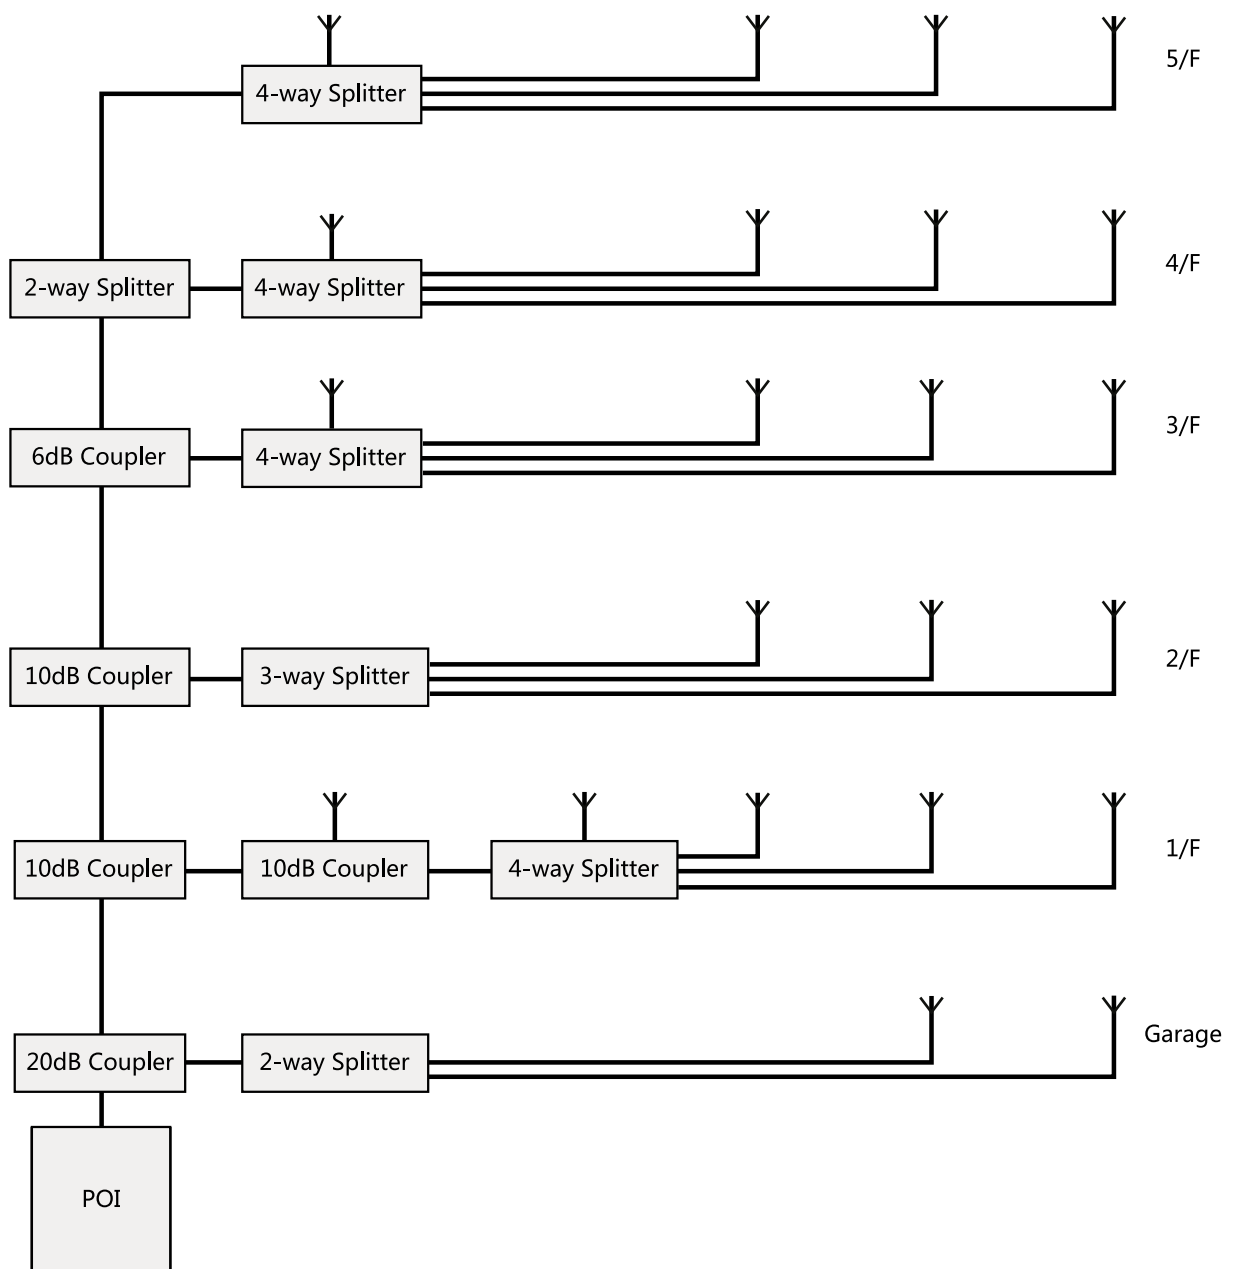 5/F
4-way Splitter
2-way Splitter
4-way Splitter
4/F
6dB Coupler
4-way Splitter
3/F
10dB Coupler
3-way Splitter
2/F
10dB Coupler
10dB Coupler
4-way Splitter
1/F
20dB Coupler
2-way Splitter
Garage
POI